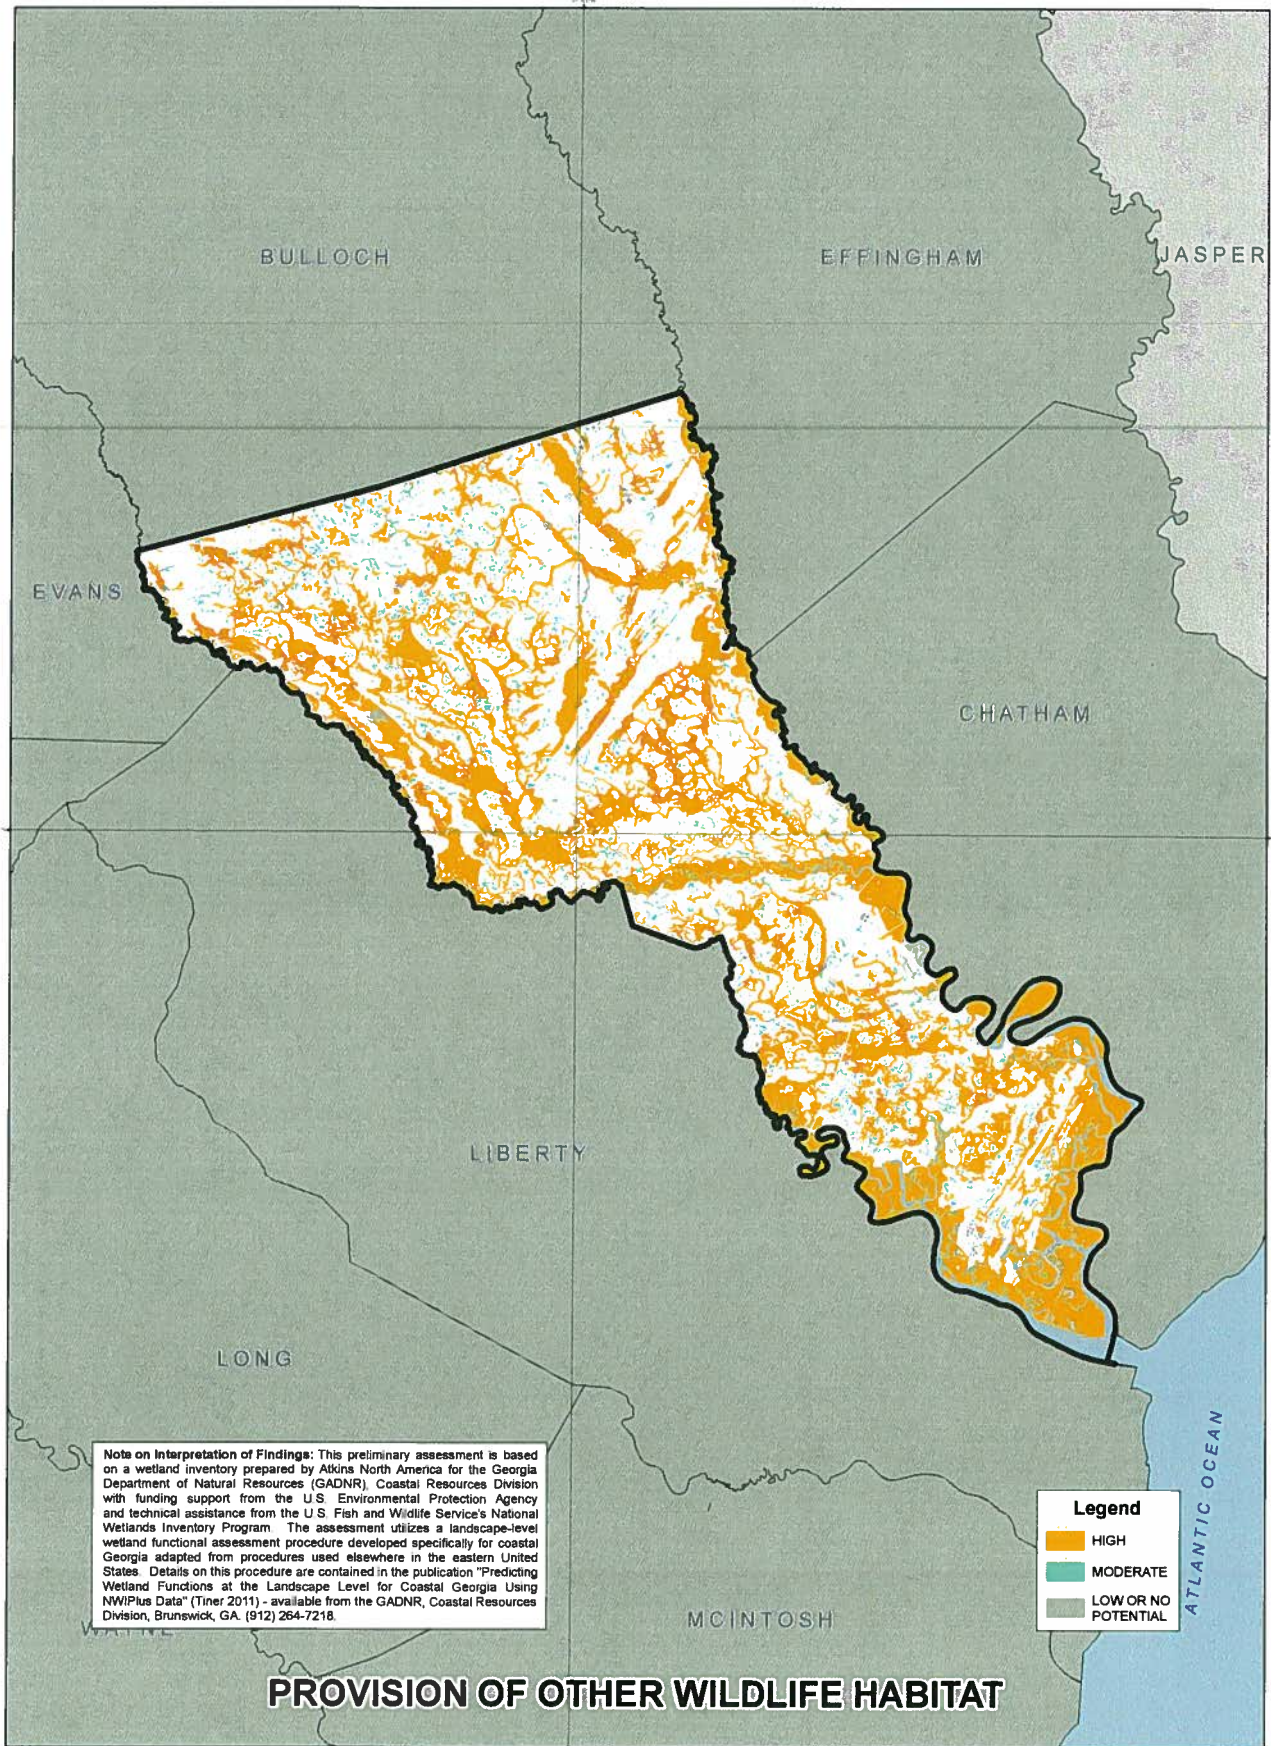 BULLOCH
EFFINGHAM
JASPER
EVANS
CHATHAM
LIBERTY
LONG
ATLANTIC OCEAN
Note on Interpretation of Findings: This preliminary assessment is based
on a wetland inventory prepared by Atkins North America for the Georgia
Department of Natural Resources (GADNR), Coastal Resources Division
with funding support from the U.S. Environmental Protection Agency
and technical assistance from the U.S. Fish and Wildlife Service's National
Wetlands Inventory Program. The assessment utilizes a landscape-level
wetland functional assessment procedure developed specifically for coastal
Georgia adapted from procedures used elsewhere in the eastern United
States. Details on this procedure are contained in the publication "Predicting
Wetland Functions at the Landscape Level for Coastal Georgia Using
NWIPlus Data" (Tiner 2011) - available from the GADNR, Coastal Resources
Division, Brunswick, GA. (912) 264-7218.
Legend
HIGH
MODERATE
LOW OR NO
POTENTIAL
WAYNE
MCINTOSH
PROVISION OF OTHER WILDLIFE HABITAT